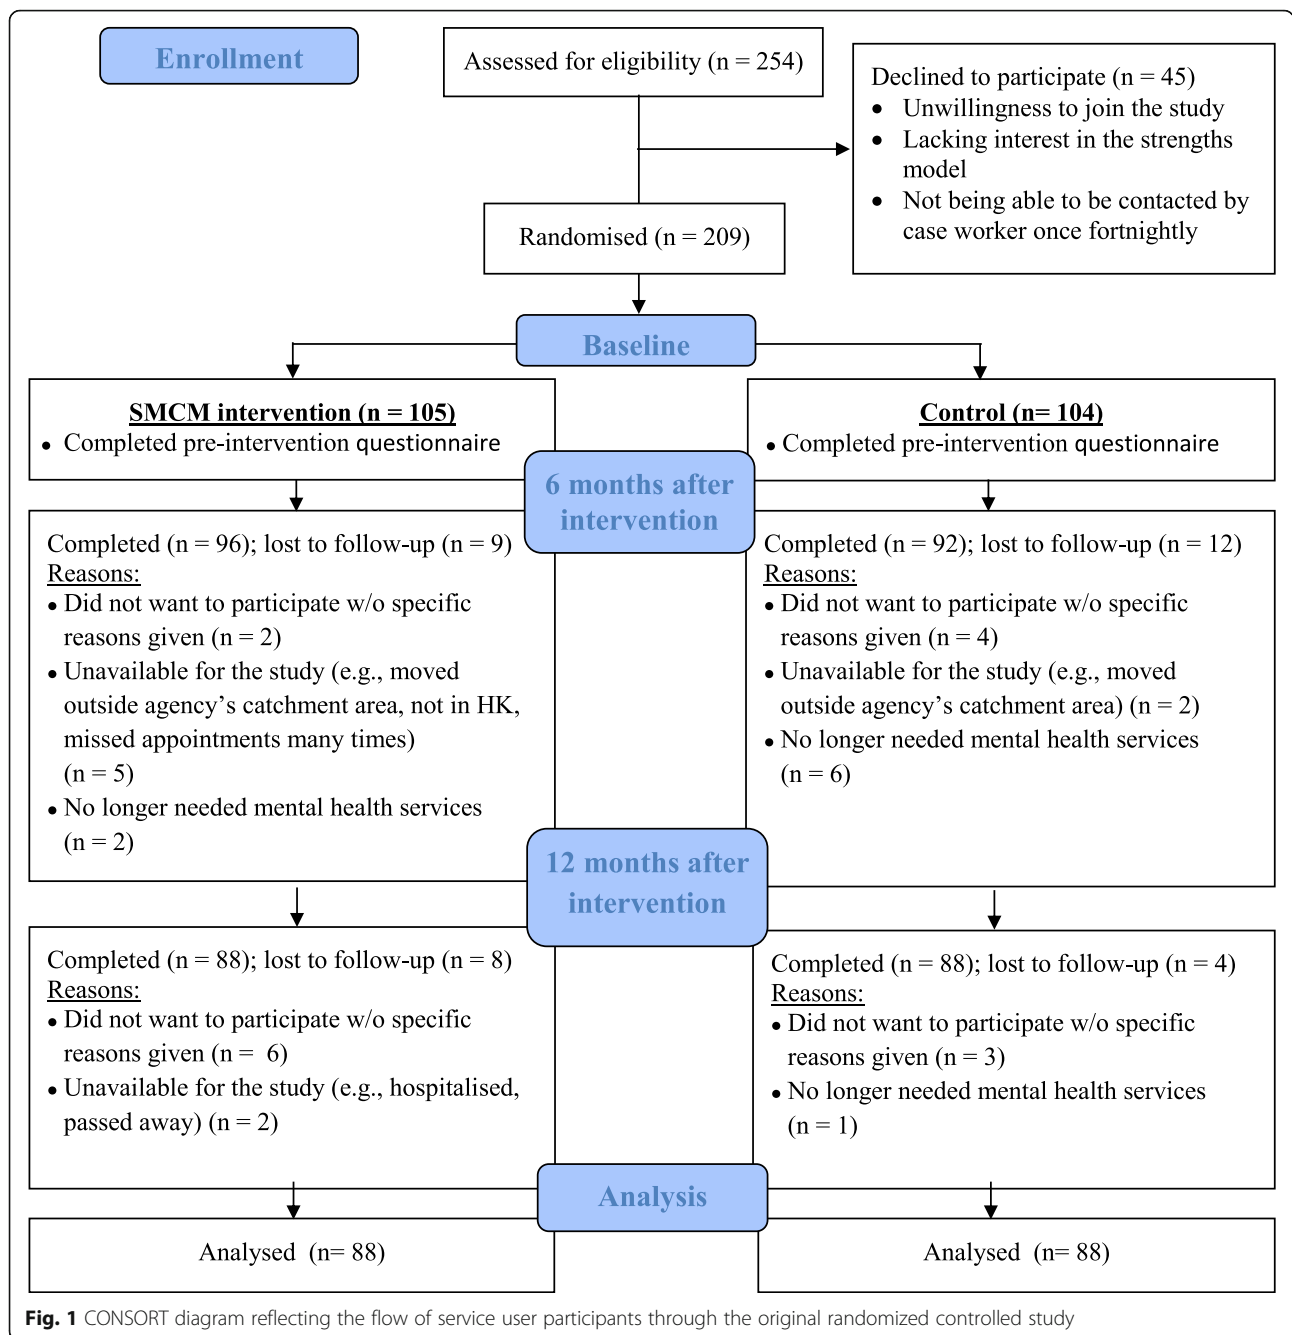 Enrollment
Assessed for eligibility (n = 254)
Declined to participate (n = 45)
• Unwillingness to join the study
• Lacking interest in the strengths
model
• Not being able to be contacted by
case worker once fortnightly
Randomised (n = 209)
Baseline
SMCM intervention (n = 105)
• Completed pre-intervention questionnaire
Control (n= 104)
• Completed pre-intervention questionnaire
6 months after
intervention
Completed (n = 96); lost to follow-up (n = 9)
Reasons:
• Did not want to participate w/o specific
reasons given (n = 2)
• Unavailable for the study (e.g., moved
outside agency’s catchment area, not in HK,
missed appointments many times)
(n = 5)
• No longer needed mental health services
(n = 2)
Completed (n = 92); lost to follow-up (n = 12)
Reasons:
• Did not want to participate w/o specific
reasons given (n = 4)
• Unavailable for the study (e.g., moved
outside agency’s catchment area) (n = 2)
• No longer needed mental health services
(n = 6)
12 months after
intervention
Completed (n = 88); lost to follow-up (n = 8)
Reasons:
• Did not want to participate w/o specific
reasons given (n =  6)
• Unavailable for the study (e.g., hospitalised,
passed away) (n = 2)
Completed (n = 88); lost to follow-up (n = 4)
Reasons:
• Did not want to participate w/o specific
reasons given (n = 3)
• No longer needed mental health services
(n = 1)
Analysis
Analysed  (n= 88)
Analysed  (n= 88)
Fig. 1 CONSORT diagram reflecting the flow of service user participants through the original randomized controlled study